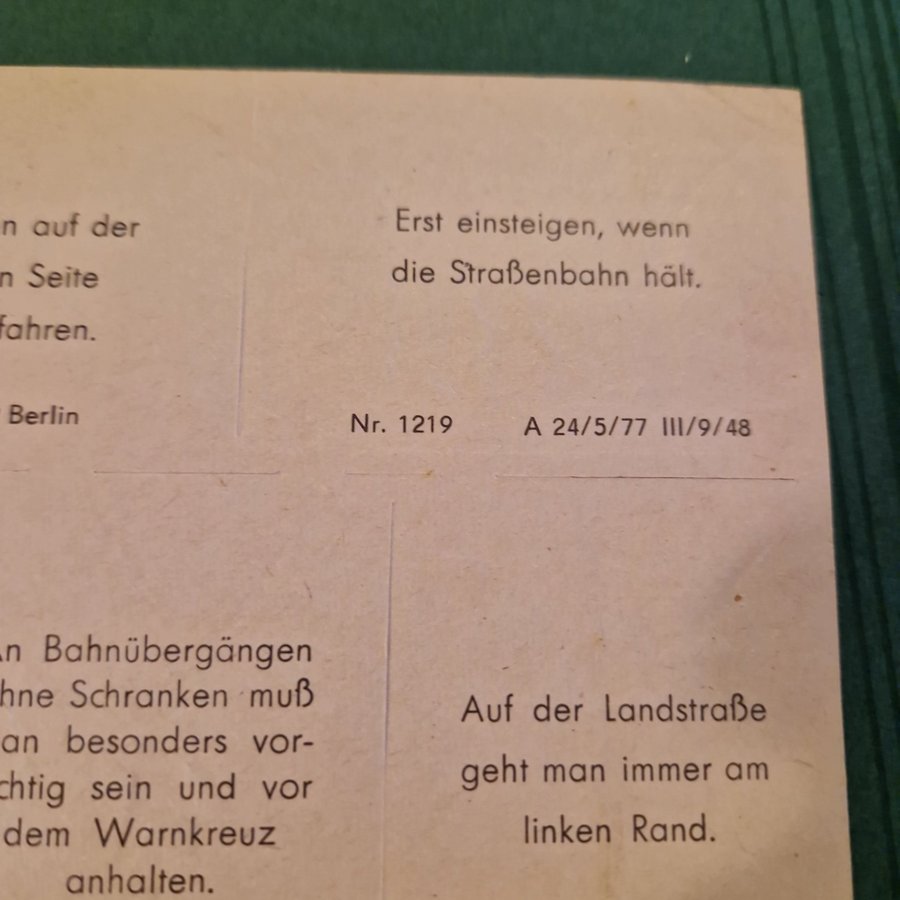 n auf der
n Seite
fahren.
Berlin
Erst einsteigen, wenn
die Straßenbahn hält.
Nr. 1219 A 24/5/77 III/9/48
An Bahnübergängen
hne Schranken muß
an besonders vor-
chtig sein und vor
dem Warnkreuz
anhalten.
Auf der Landstraße
geht man immer am
linken Rand.